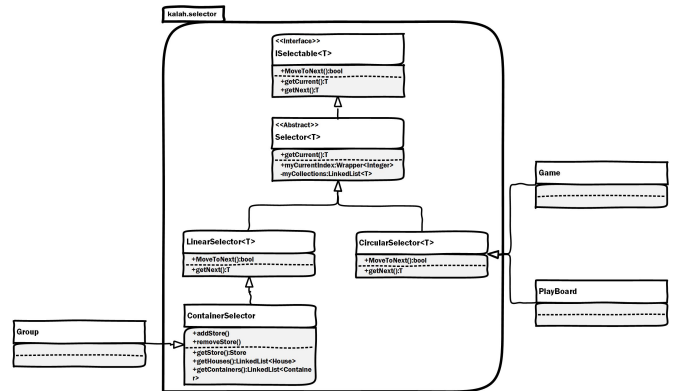 kalah.selector
<<Interface>>
ISelectable<T>
+MoveToNext():bool
+getCurrent():T
+getNext():T
<<Abstract>>
Selector<T>
+getCurrent():T
+myCurrentIndex:Wrapper<Integer>
-myCollections:LinkedList<T>
Game
LinearSelector<T>
+MoveToNext():bool
+getNext():T
CircularSelector<T>
+MoveToNext():bool
+getNext():T
PlayBoard
ContainerSelector
+addStore()
+removeStore()
+getStore():Store
+getHouses():LinkedList<House>
+getContainers():LinkedList<Containe
r>
Group